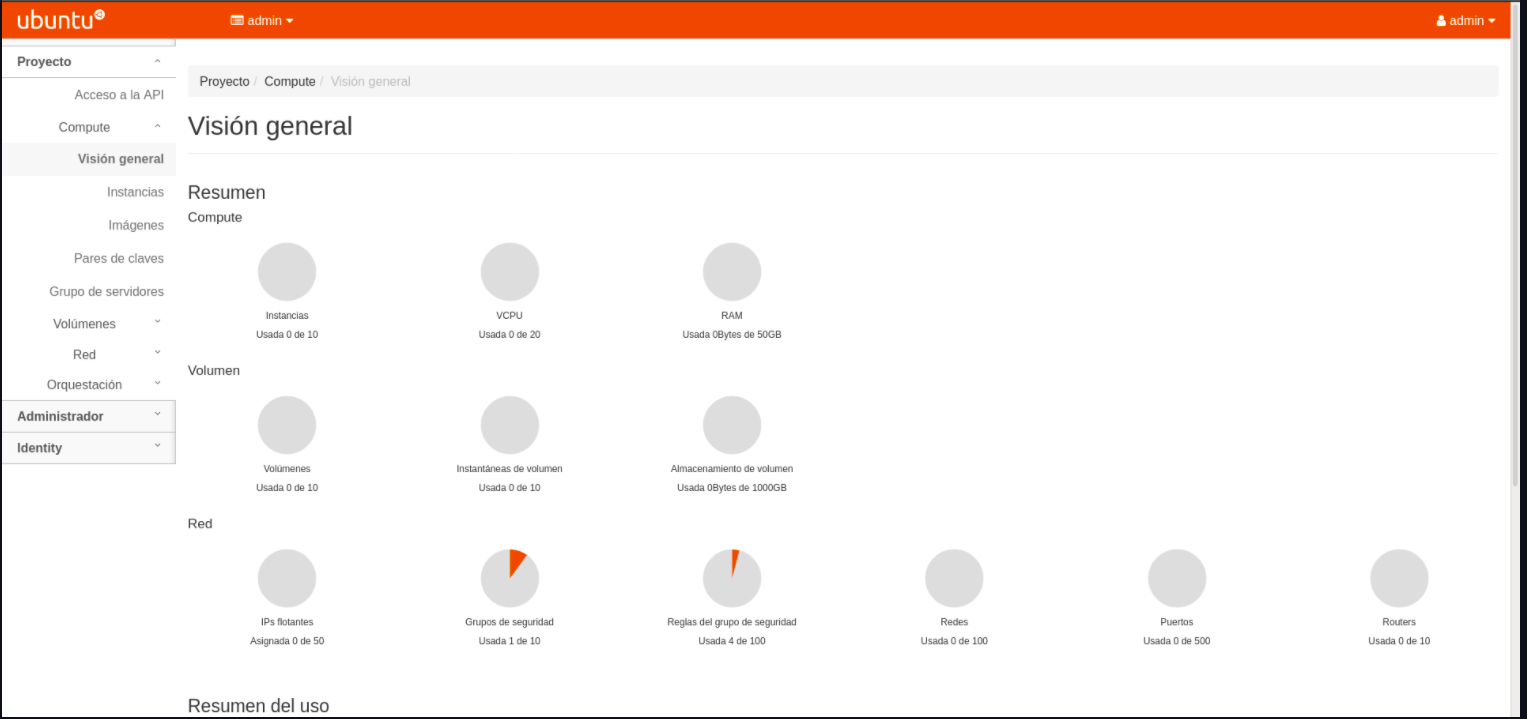 ubuntu
admin
admin
Proyecto
Acceso a la API
Compute
Visión general
Instancias
Imágenes
Pares de claves
Grupo de servidores
Volúmenes
Red
Orquestación
Administrador
Identity
Proyecto / Compute / Visión general
Visión general
Resumen
Compute
Instancias
Usada 0 de 10
VCPU
Usada 0 de 20
RAM
Usada 0Bytes de 50GB
Volumen
Volúmenes
Usada 0 de 10
Instantáneas de volumen
Usada 0 de 10
Almacenamiento de volumen
Usada 0Bytes de 1000GB
Red
IPs flotantes
Asignada 0 de 50
Grupos de seguridad
Usada 1 de 10
Reglas del grupo de seguridad
Usada 4 de 100
Redes
Usada 0 de 100
Puertos
Usada 0 de 500
Routers
Usada 0 de 10
Resumen del uso